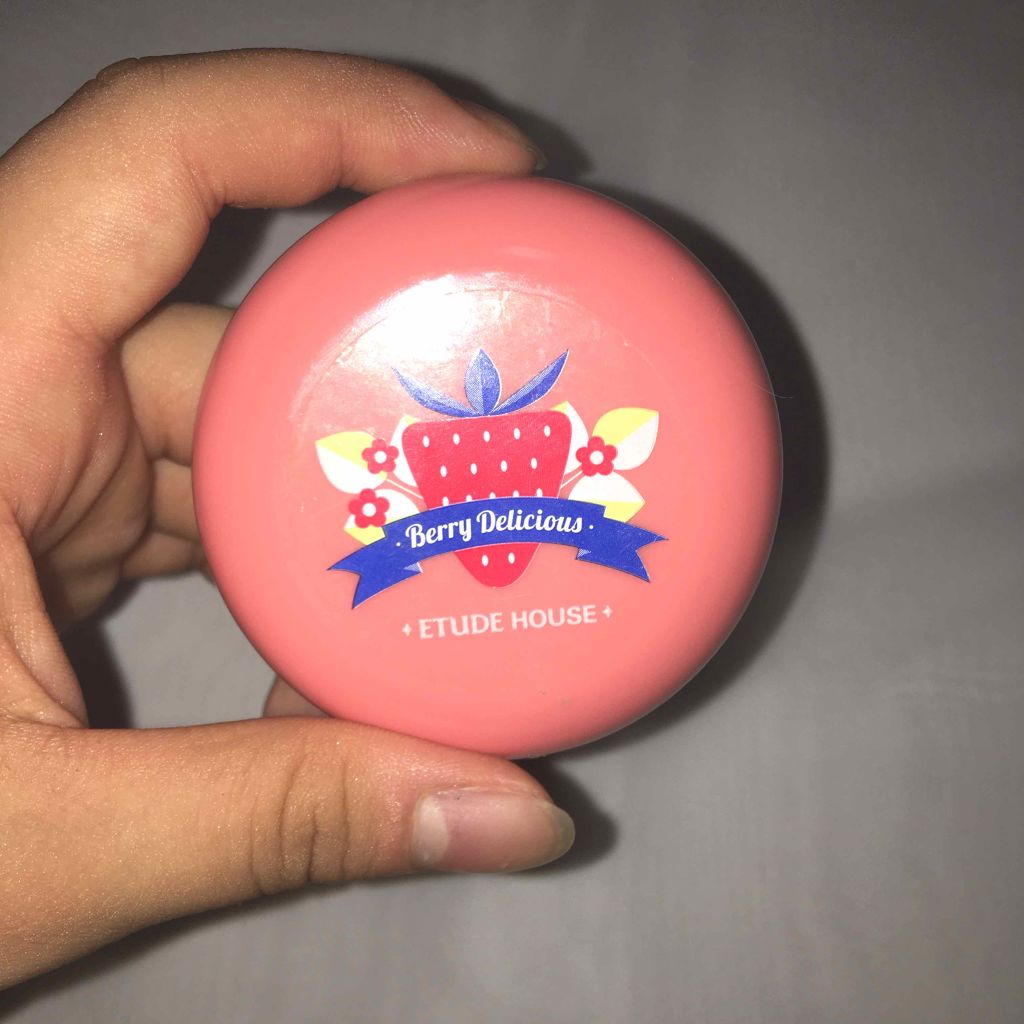 · Berry Delicious ·
✦ ETUDE HOUSE ✦